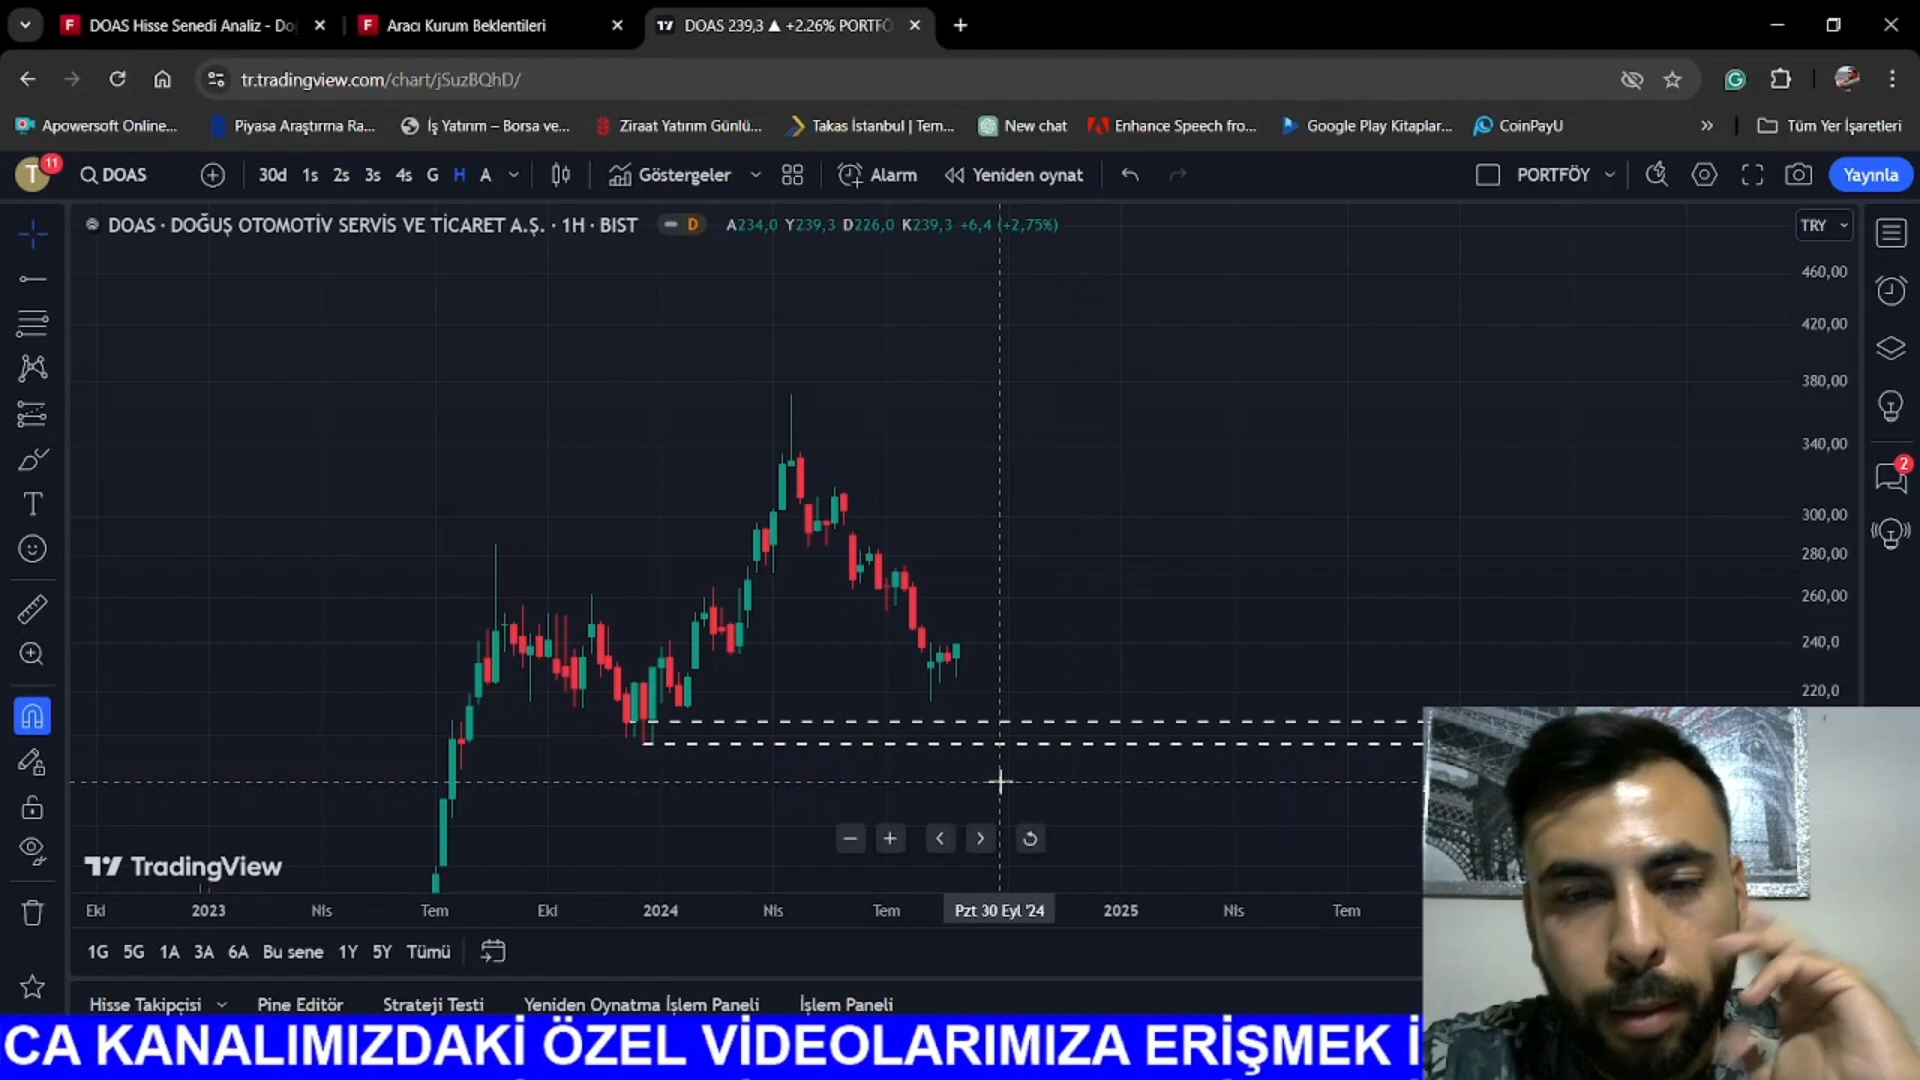 DOAS Hisse Senedi Analiz - Do
Aracı Kurum Beklentileri
DOAS 239,3 ▲ +2.26% PORTFÖ
tr.tradingview.com/chart/jSuzBQhD/
Apowersoft Online...
Piyasa Araştırma Ra...
İş Yatırım – Borsa ve...
Ziraat Yatırım Günlü...
Takas İstanbul | Tem...
New chat
Enhance Speech fro...
Google Play Kitaplar...
CoinPayU
Tüm Yer İşaretleri
T 11
DOAS
30d 1s 2s 3s 4s G H A
Göstergeler
Alarm
Yeniden oynat
PORTFÖY
Yayınla
DOAS · DOĞUŞ OTOMOTİV SERVİS VE TİCARET A.Ş. · 1H · BIST
D
A234,0 Y239,3 D226,0 K239,3 +6,4 (+2,75%)
TRY
460,00
420,00
380,00
340,00
300,00
280,00
260,00
240,0
220,0
2
TradingView
Eki 2023 Nis Tem Eki 2024 Nis Tem Pzt 30 Eyl '24 2025 Nis Tem
1G 5G 1A 3A 6A Bu sene 1Y 5Y Tümü
Hisse Takipçisi
Pine Editör
Strateji Testi
Yeniden Oynatma İşlem Paneli
İşlem Paneli
CA KANALIMIZDAKİ ÖZEL VİDEOLARIMIZA ERİŞMEK İ